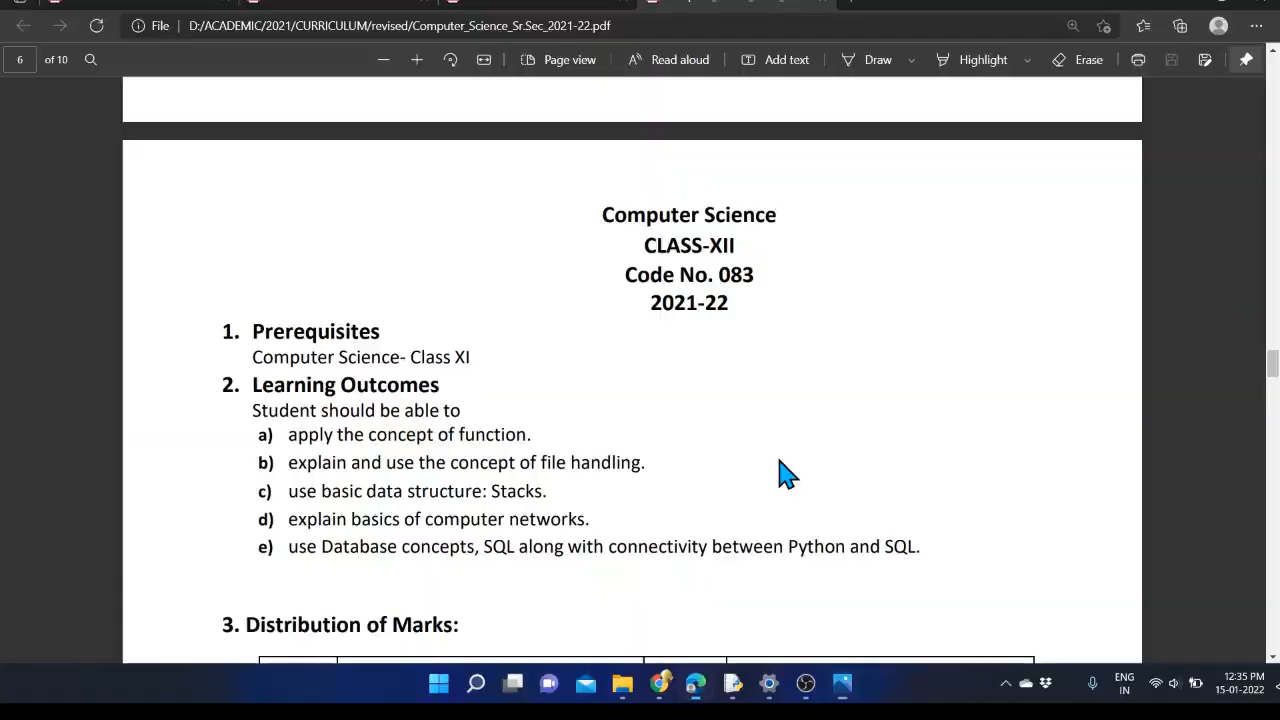 File D:/ACADEMIC/2021/CURRICULUM/revised/Computer_Science_Sr.Sec_2021-22.pdf
6 of 10 Page view Read aloud Add text Draw Highlight Erase
Computer Science
CLASS-XII
Code No. 083
2021-22
1. Prerequisites
Computer Science- Class XI
2. Learning Outcomes
Student should be able to
a) apply the concept of function.
b) explain and use the concept of file handling.
c) use basic data structure: Stacks.
d) explain basics of computer networks.
e) use Database concepts, SQL along with connectivity between Python and SQL.
3. Distribution of Marks:
ENG 12:35 PM
IN 15-01-2022